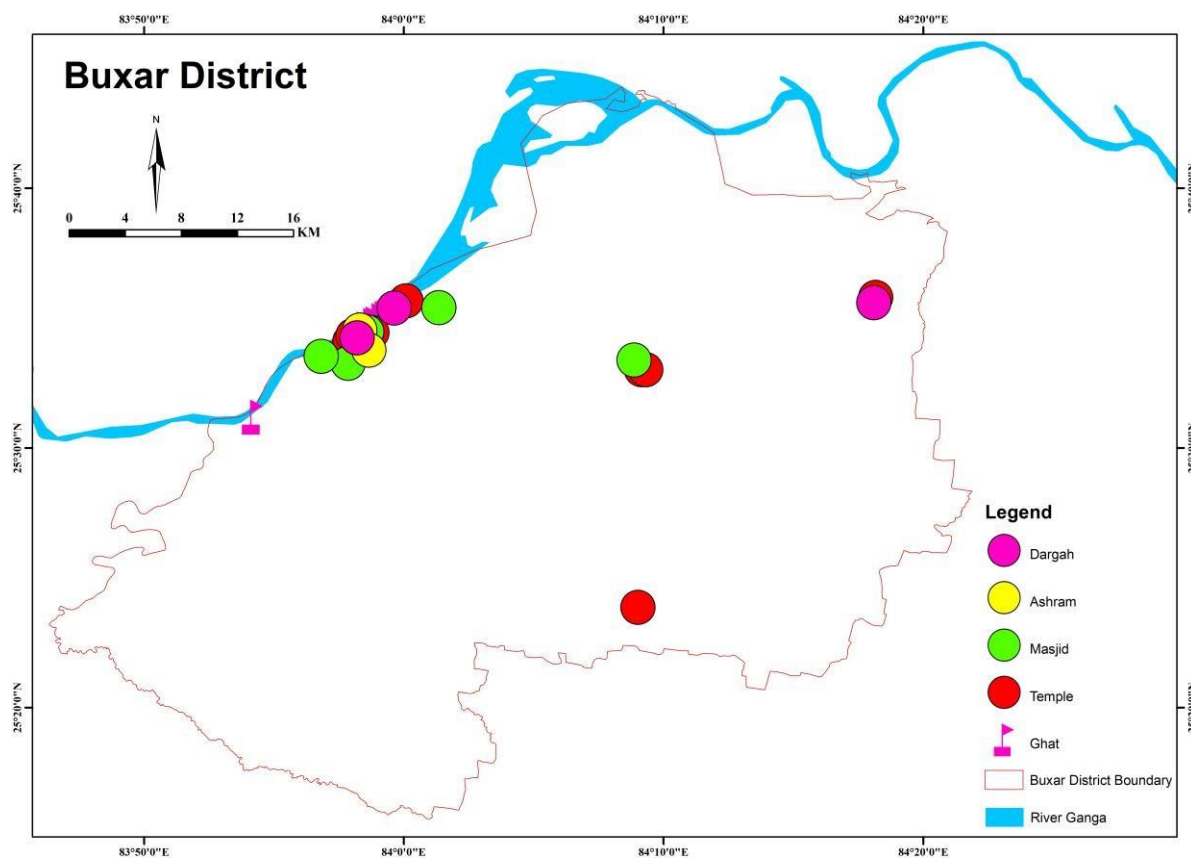 83°50'0"E 84°0'0"E 84°10'0"E 84°20'0"E
Buxar District
N
0 4 8 12 16
KM
25°40'0"N
25°30'0"N
25°20'0"N
Legend
Dargah
Ashram
Masjid
Temple
Ghat
Buxar District Boundary
River Ganga
83°50'0"E 84°0'0"E 84°10'0"E 84°20'0"E